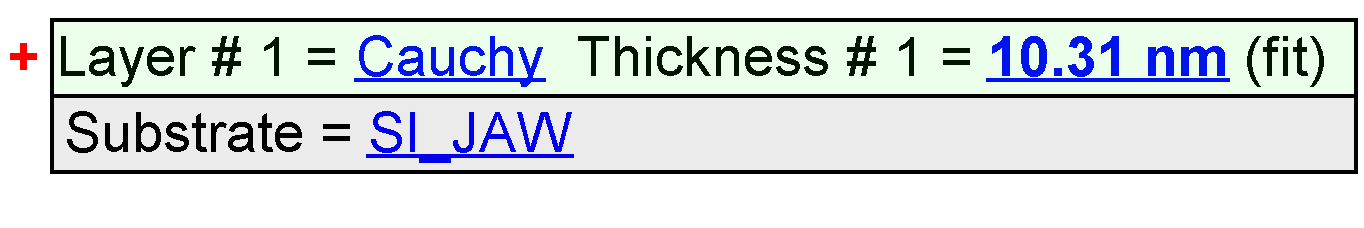 + Layer # 1 = Cauchy Thickness # 1 = 10.31 nm (fit)
Substrate = SI_JAW